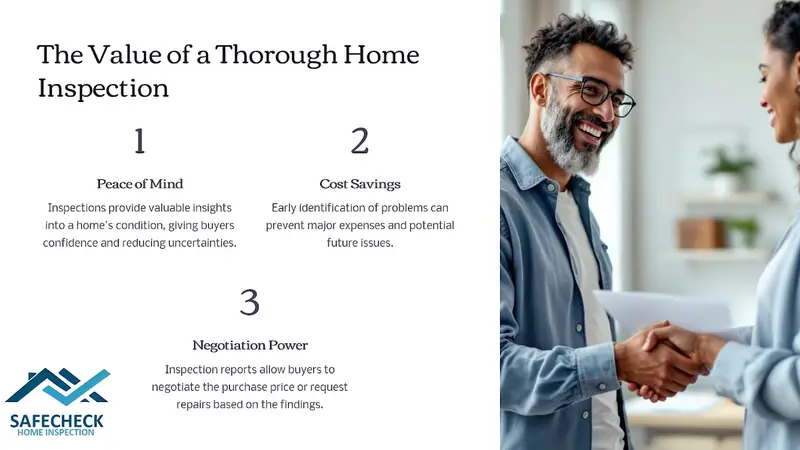 The Value of a Thorough Home
Inspection
1
Peace of Mind
Inspections provide valuable insights
into a home's condition, giving buyers
confidence and reducing uncertainties.
2
Cost Savings
Early identification of problems can
prevent major expenses and potential
future issues.
3
Negotiation Power
Inspection reports allow buyers to
negotiate the purchase price or request
repairs based on the findings.
SAFECHECK
HOME INSPECTION